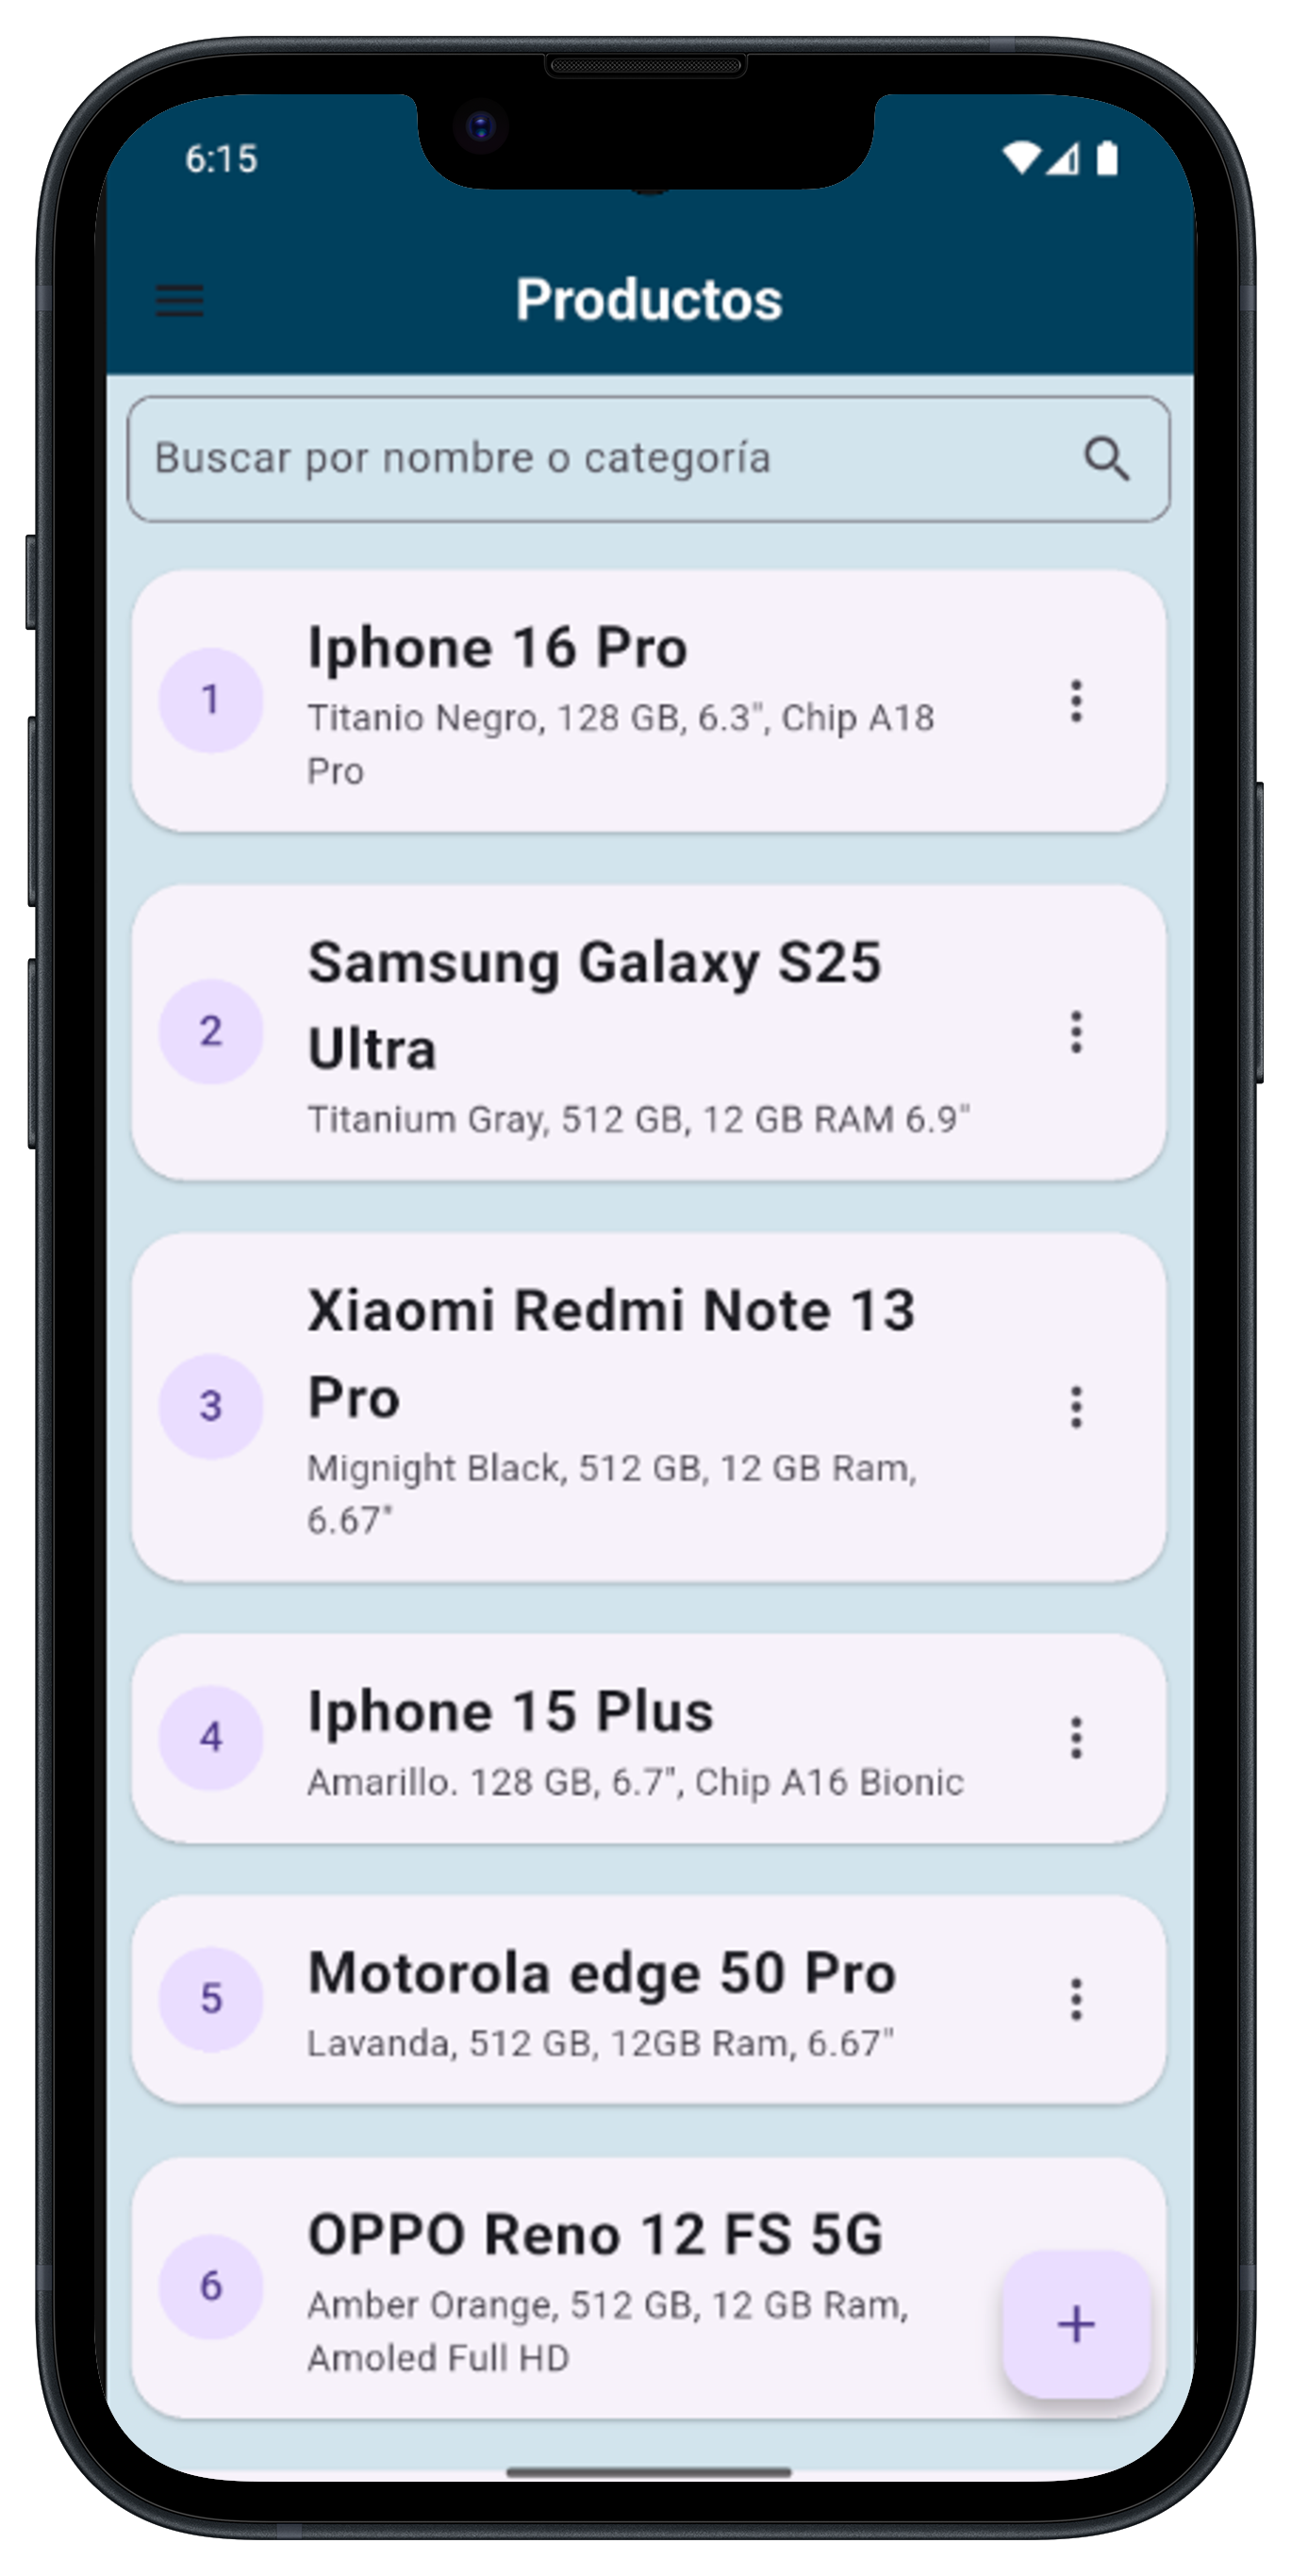 6:15
Productos
Buscar por nombre o categoría
1
Iphone 16 Pro
Titanio Negro, 128 GB, 6.3", Chip A18
Pro
2
Samsung Galaxy S25
Ultra
Titanium Gray, 512 GB, 12 GB RAM 6.9"
3
Xiaomi Redmi Note 13
Pro
Mignight Black, 512 GB, 12 GB Ram,
6.67"
4
Iphone 15 Plus
Amarillo. 128 GB, 6.7", Chip A16 Bionic
5
Motorola edge 50 Pro
Lavanda, 512 GB, 12GB Ram, 6.67"
6
OPPO Reno 12 FS 5G
Amber Orange, 512 GB, 12 GB Ram,
Amoled Full HD
+